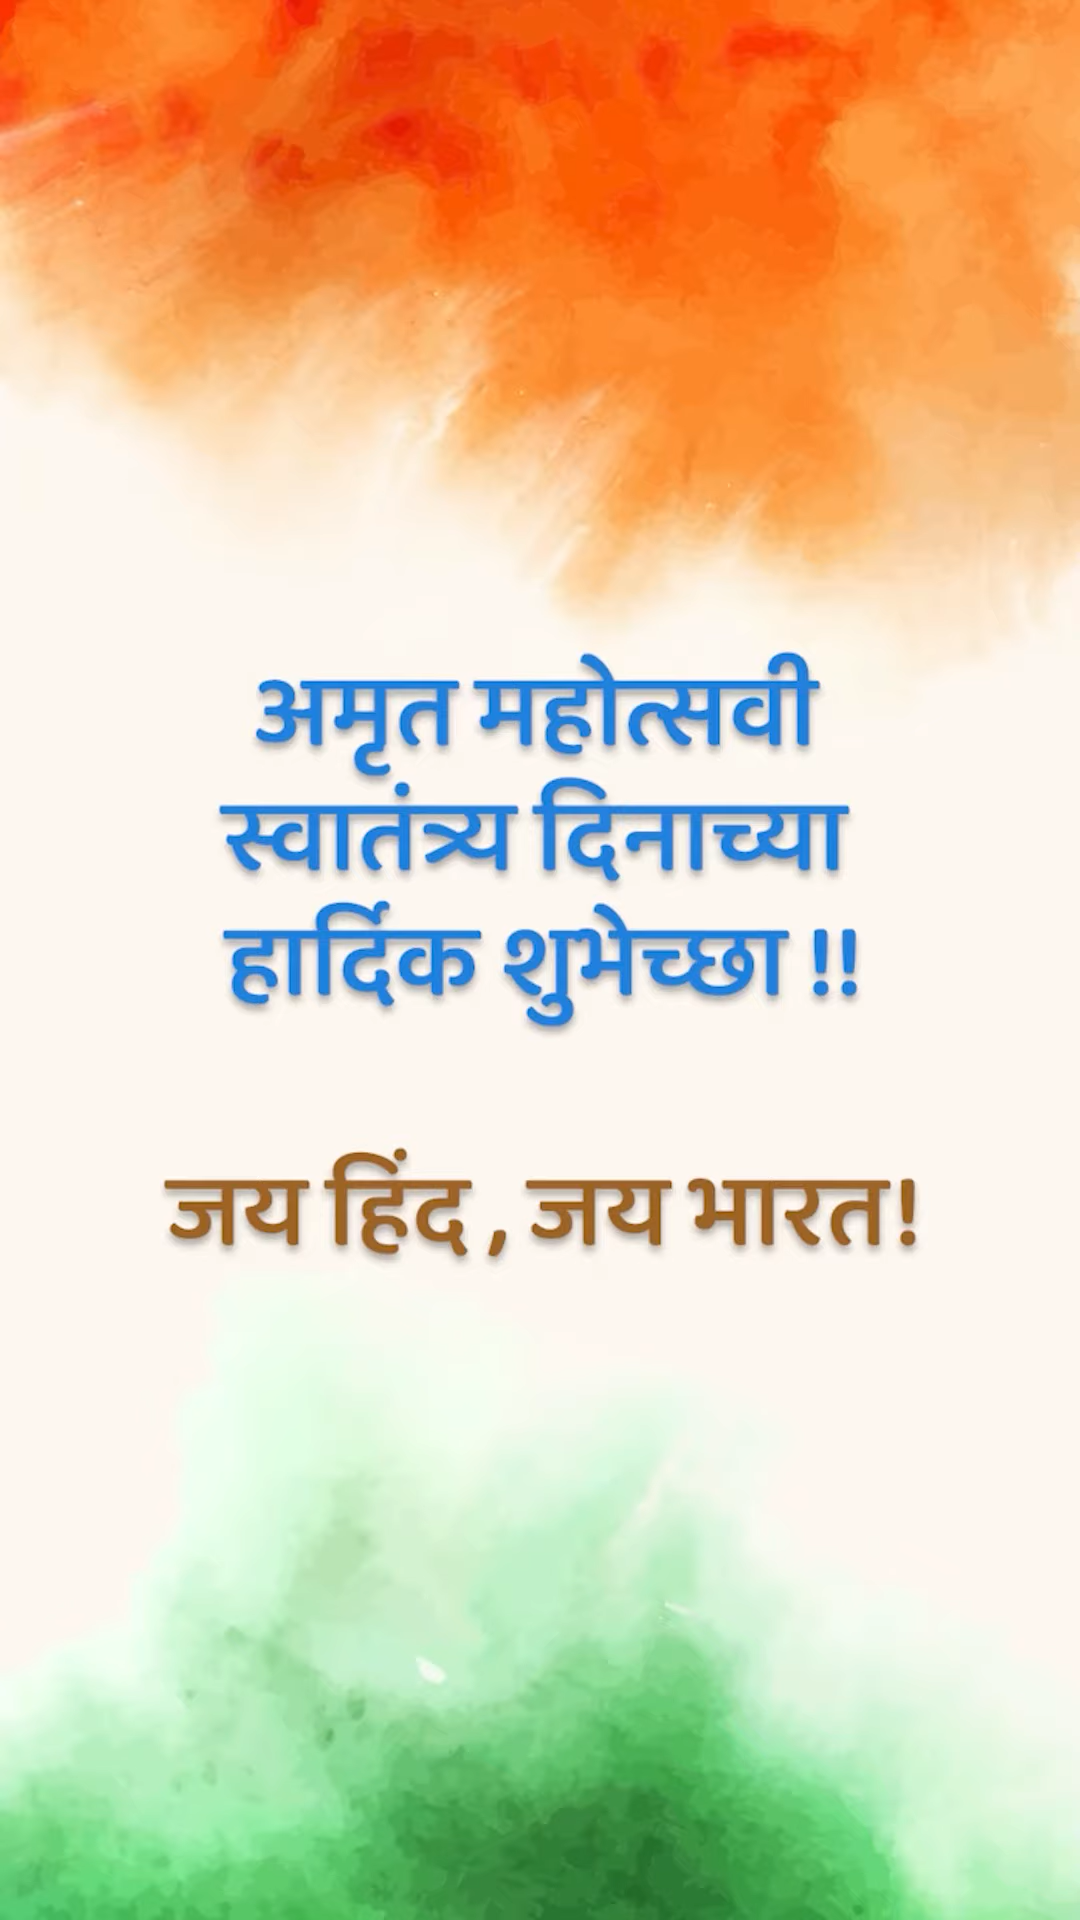 अमृत महोत्सवी
स्वातंत्र्य दिनाच्या
हार्दिक शुभेच्छा !!
जय हिंद , जय भारत!